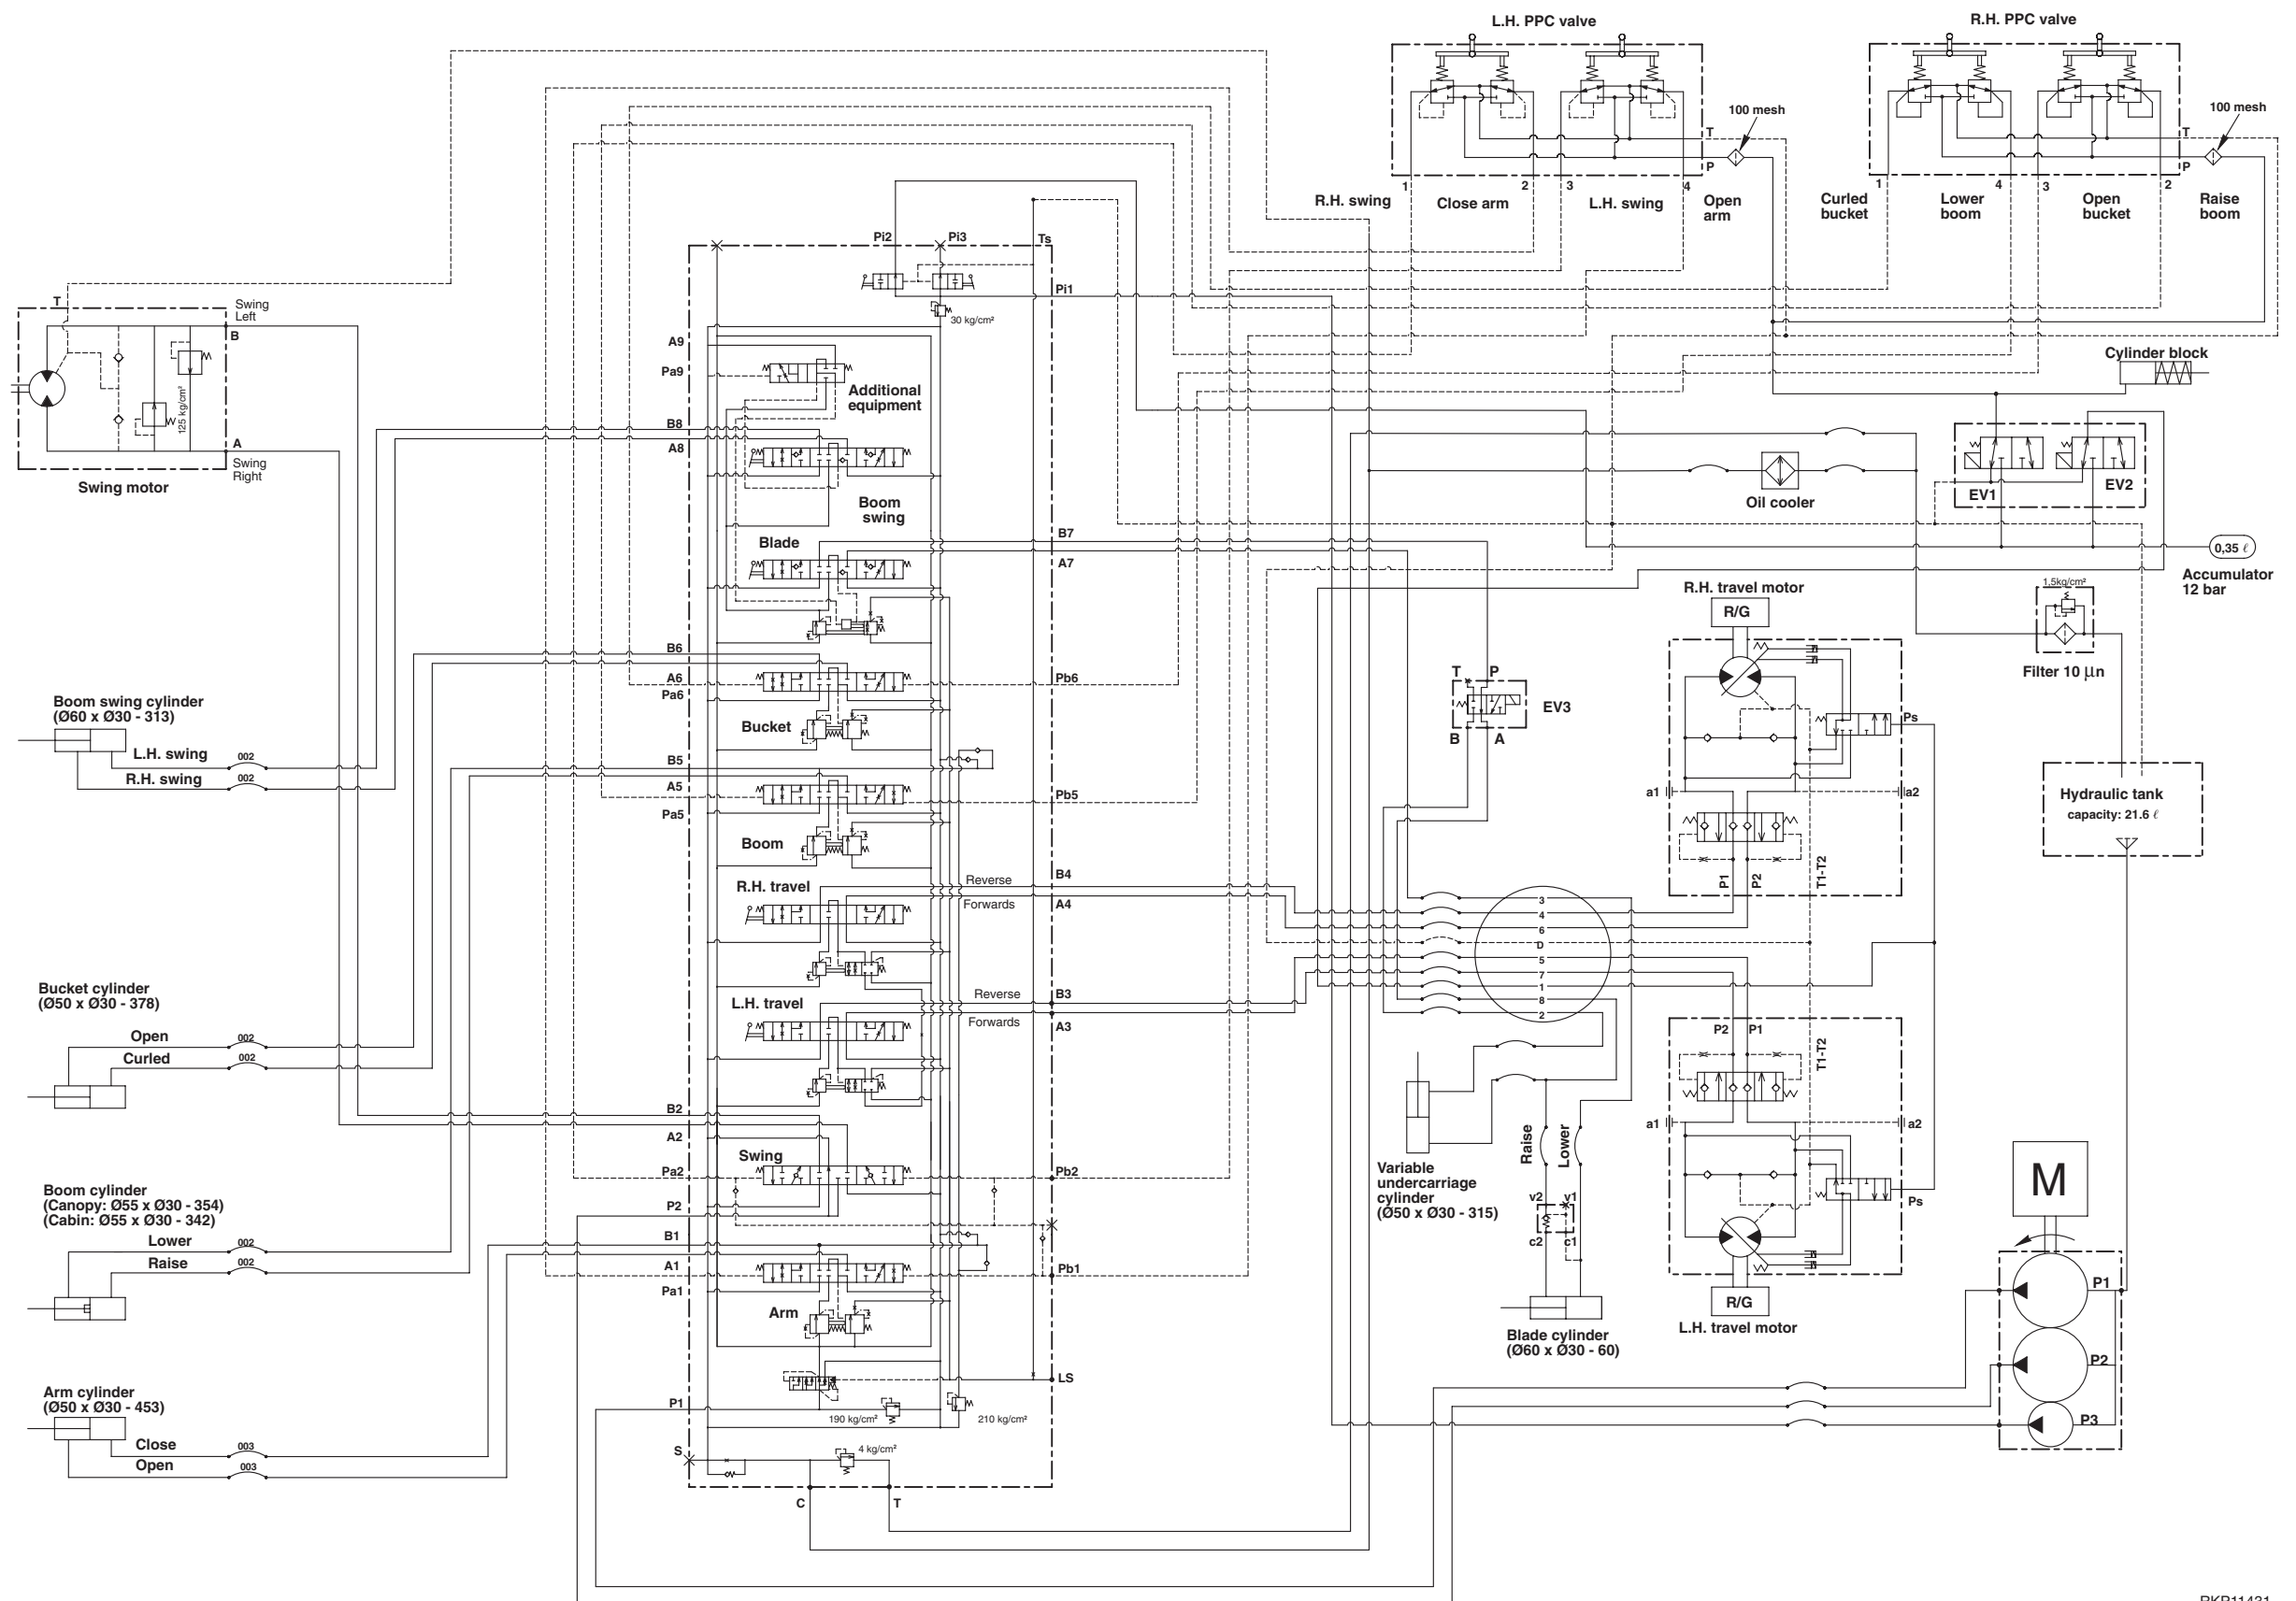 L.H. PPC valve
R.H. PPC valve
100 mesh
100 mesh
T
P
T
P
1
2
3
4
1
4
3
2
R.H. swing
Close arm
L.H. swing
Open
arm
Curled
bucket
Lower
boom
Open
bucket
Raise
boom
Pi2
Pi3
Ts
Pi1
30 kg/cm²
T
Swing
Left
B
125 kg/cm²
A
Swing
Right
Swing motor
A9
Pa9
Additional
equipment
B8
A8
Boom
swing
Blade
B7
A7
B6
A6
Pa6
Pb6
Bucket
B5
A5
Pa5
Pb5
Boom
R.H. travel
Reverse
B4
Forwards
A4
L.H. travel
Reverse
B3
Forwards
A3
B2
A2
Swing
Pa2
Pb2
P2
B1
A1
Pa1
Pb1
Arm
LS
P1
190 kg/cm²
210 kg/cm²
S
4 kg/cm²
C
T
Boom swing cylinder
(Ø60 x Ø30 - 313)
L.H. swing
002
R.H. swing
002
Bucket cylinder
(Ø50 x Ø30 - 378)
Open
002
Curled
002
Boom cylinder
(Canopy: Ø55 x Ø30 - 354)
(Cabin: Ø55 x Ø30 - 342)
Lower
002
Raise
002
Arm cylinder
(Ø50 x Ø30 - 453)
Close
003
Open
003
Cylinder block
Oil cooler
EV1
EV2
0,35 ℓ
Accumulator
12 bar
1,5kg/cm²
Filter 10 µn
Hydraulic tank
capacity: 21.6 ℓ
T
P
EV3
B
A
R.H. travel motor
R/G
Ps
a1
a2
P1
P2
T1-T2
3
4
6
D
5
7
1
8
2
P2
P1
T1-T2
a1
a2
Ps
R/G
L.H. travel motor
Variable
undercarriage
cylinder
(Ø50 x Ø30 - 315)
Raise
Lower
v2
v1
c2
c1
Blade cylinder
(Ø60 x Ø30 - 60)
M
P1
P2
P3